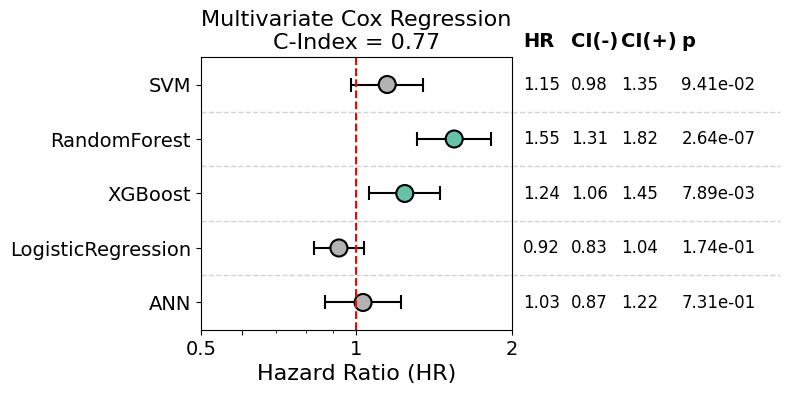 Multivariate Cox Regression
C-Index = 0.77
HR CI(-) CI(+) p
SVM 1.15 0.98 1.35 9.41e-02
RandomForest 1.55 1.31 1.82 2.64e-07
XGBoost 1.24 1.06 1.45 7.89e-03
LogisticRegression 0.92 0.83 1.04 1.74e-01
ANN 1.03 0.87 1.22 7.31e-01
0.5 1 2
Hazard Ratio (HR)